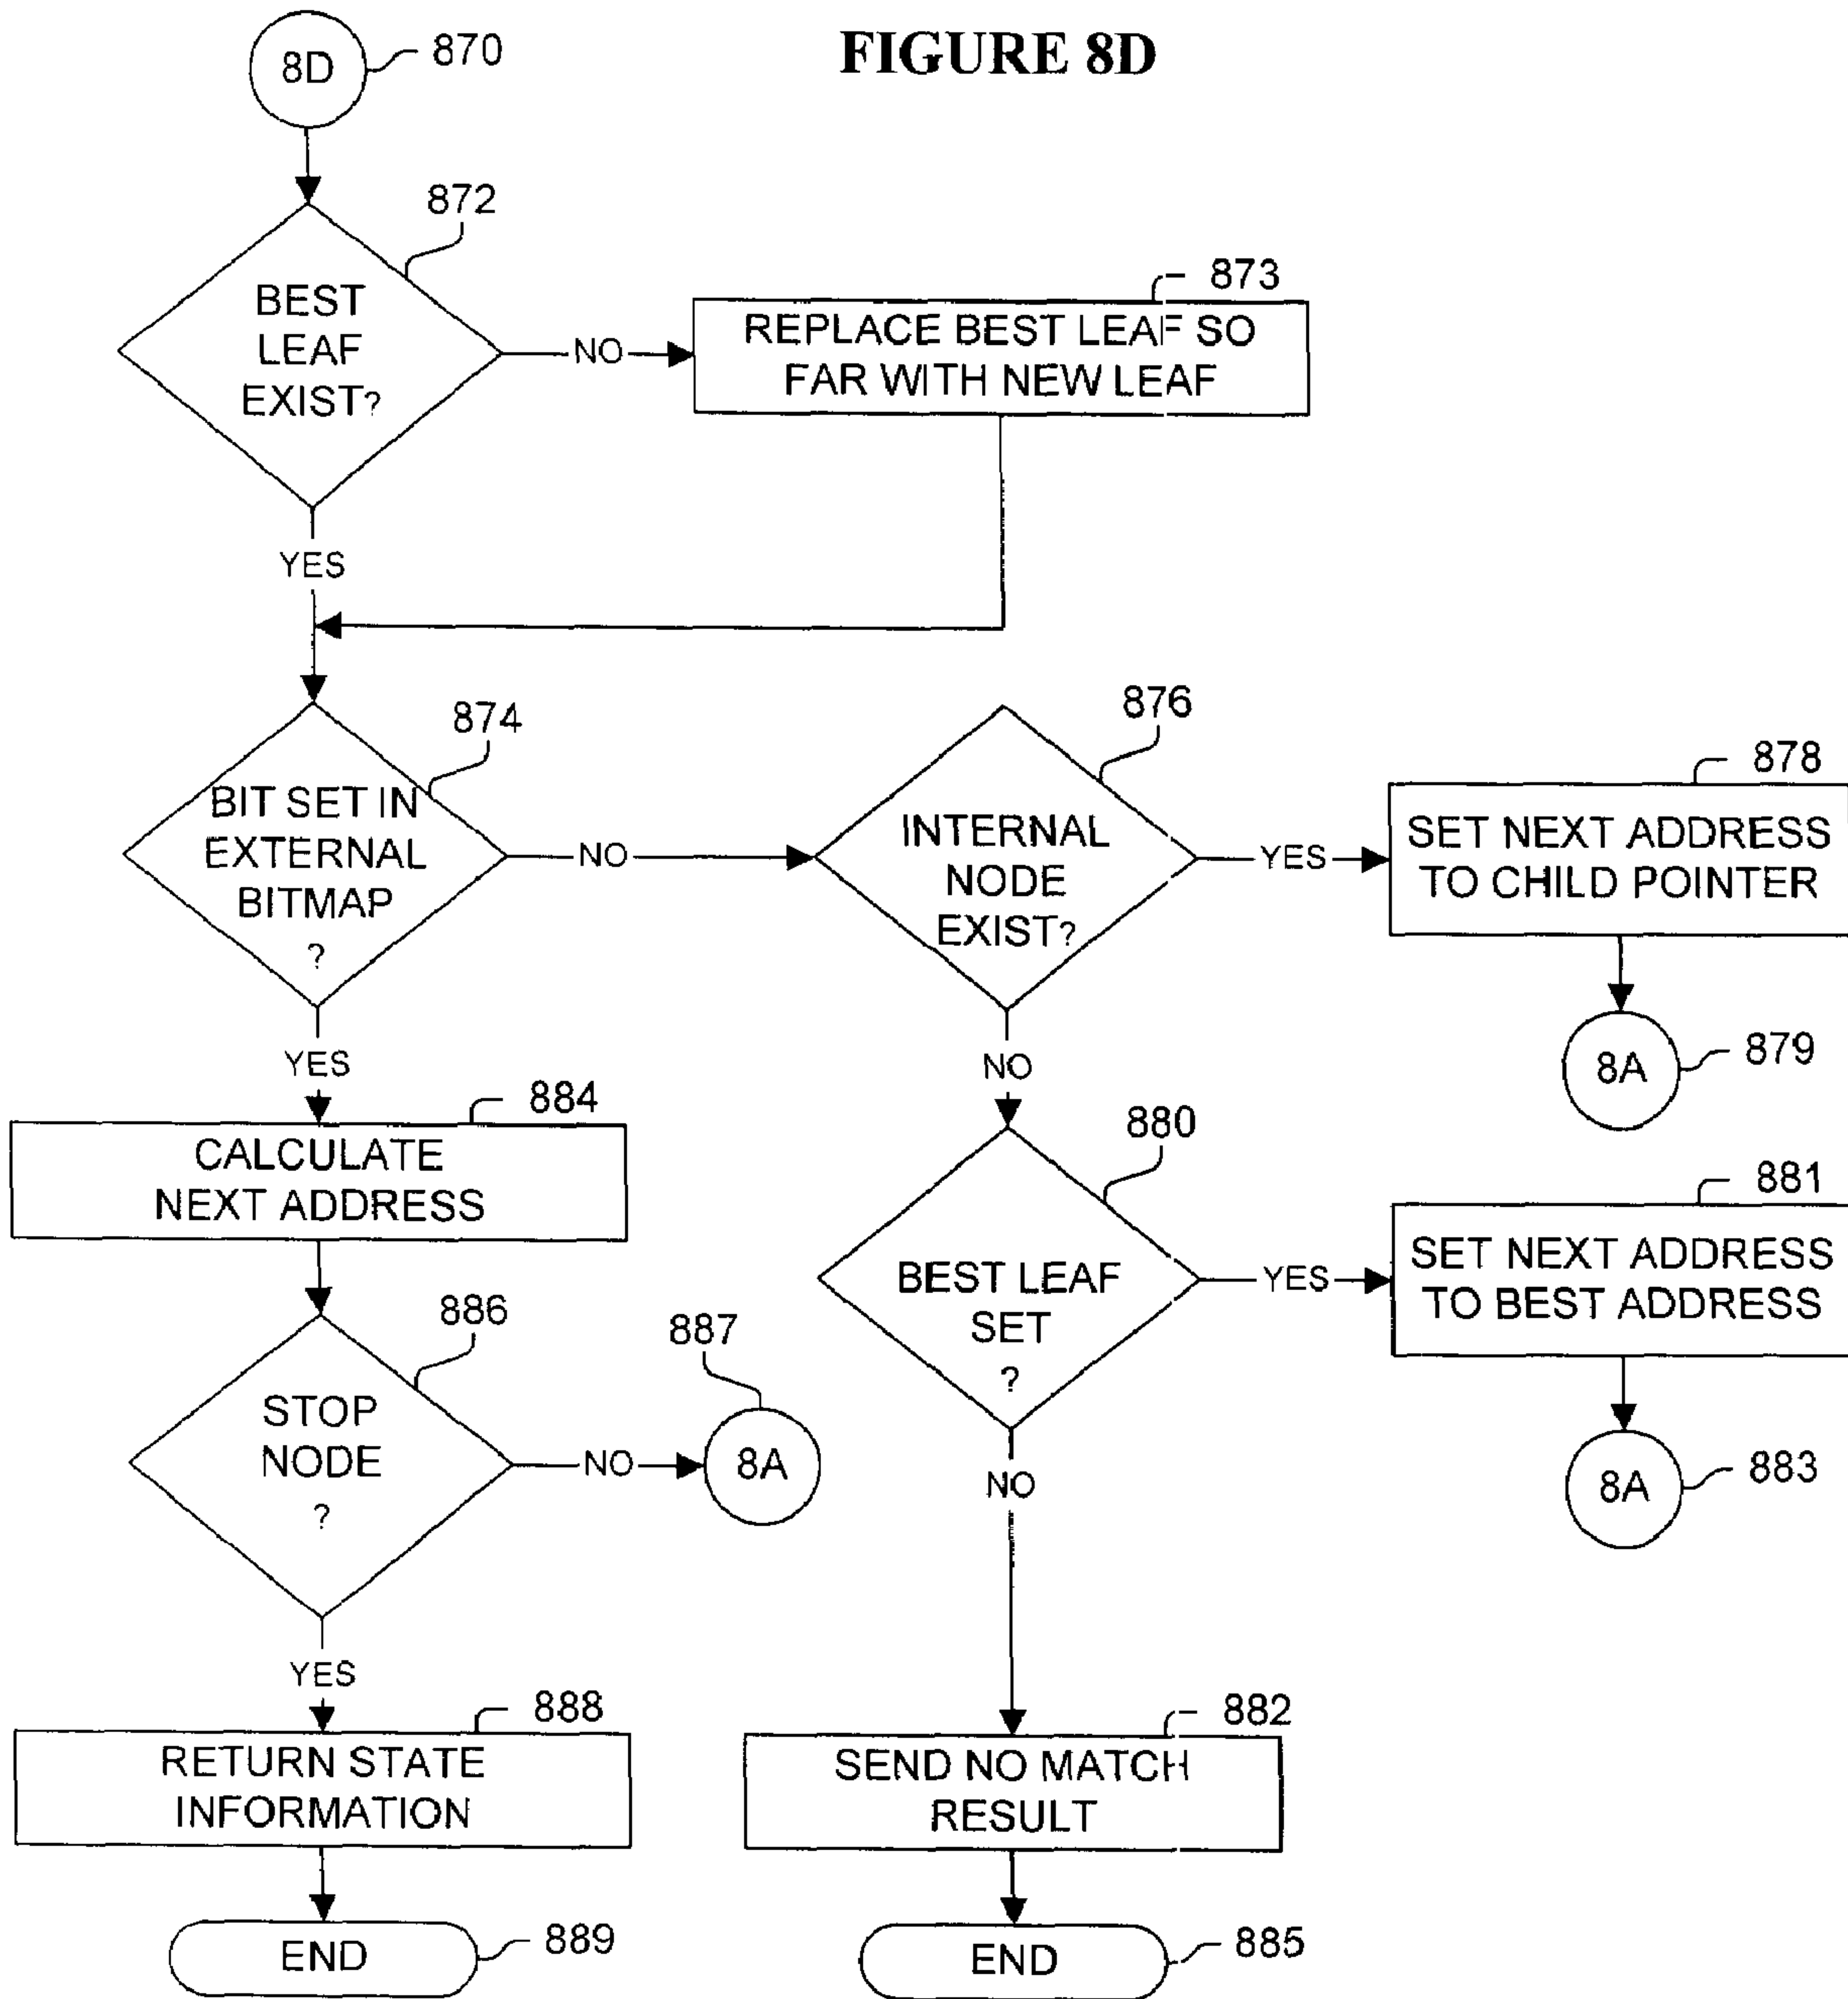 FIGURE 8D
8D
870
872
BEST
LEAF
EXIST?
NO
873
REPLACE BEST LEAF SO
FAR WITH NEW LEAF
YES
874
BIT SET IN
EXTERNAL
BITMAP
?
NO
876
INTERNAL
NODE
EXIST?
YES
878
SET NEXT ADDRESS
TO CHILD POINTER
8A
879
YES
NO
884
CALCULATE
NEXT ADDRESS
880
BEST LEAF
SET
?
YES
881
SET NEXT ADDRESS
TO BEST ADDRESS
8A
883
886
STOP
NODE
?
NO
887
8A
NO
YES
888
RETURN STATE
INFORMATION
882
SEND NO MATCH
RESULT
END
889
END
885